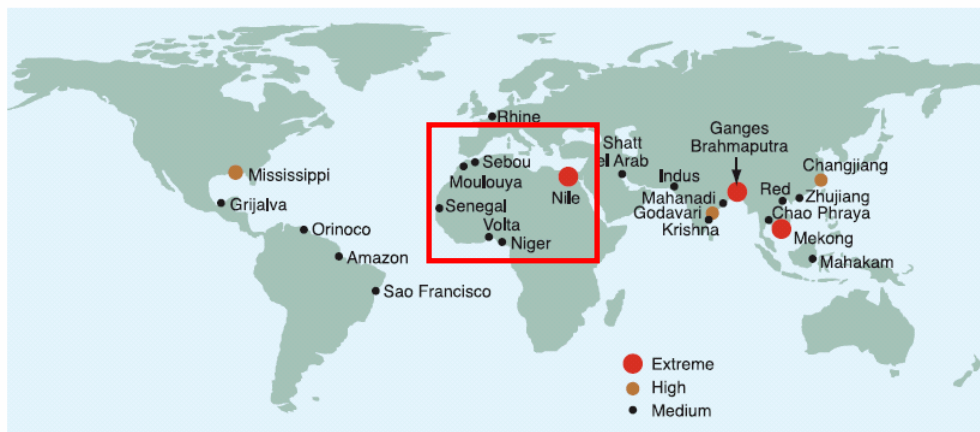 Rhine
Shatt
el Arab
Ganges
Brahmaputra
Changjiang
Sebou
Moulouya
Nile
Indus
Mississippi
Mahanadi
Red
Zhujiang
Grijalva
Senegal
Godavari
Chao Phraya
Orinoco
Volta
Krishna
Niger
Mekong
Amazon
Mahakam
Sao Francisco
Extreme
High
Medium